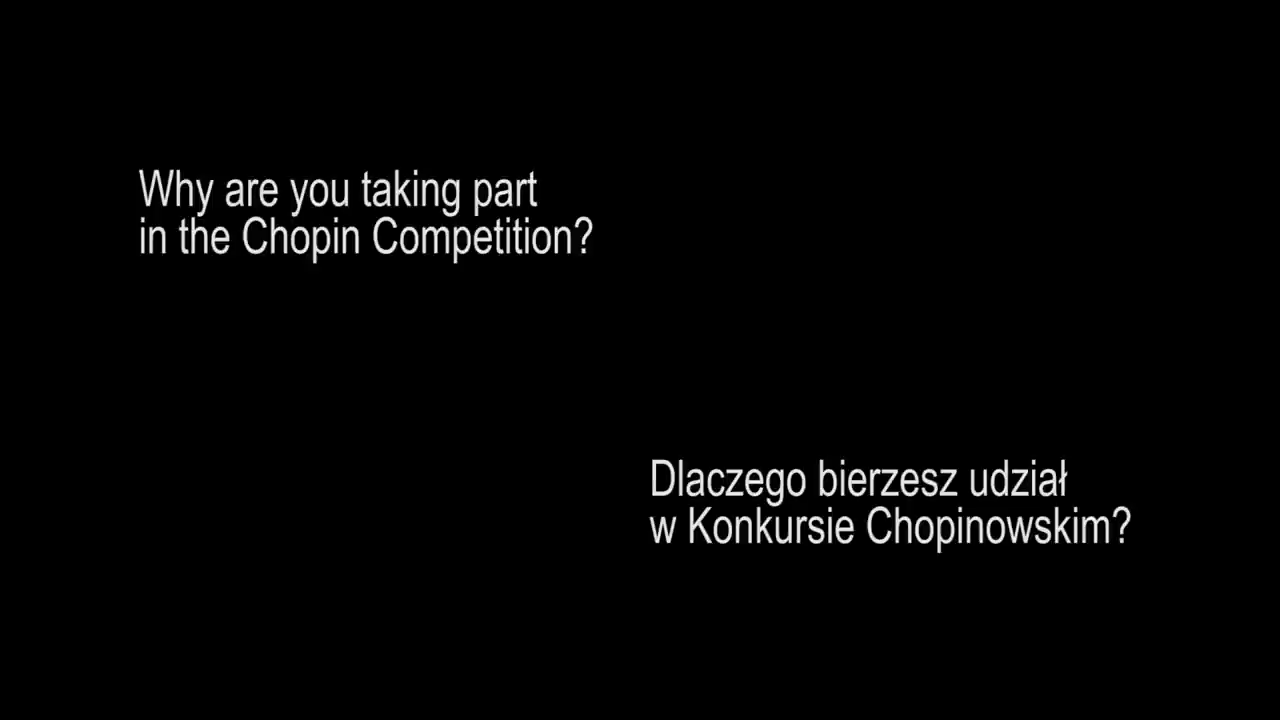 Why are you taking part
in the Chopin Competition?
Dlaczego bierzesz udział
w Konkursie Chopinowskim?